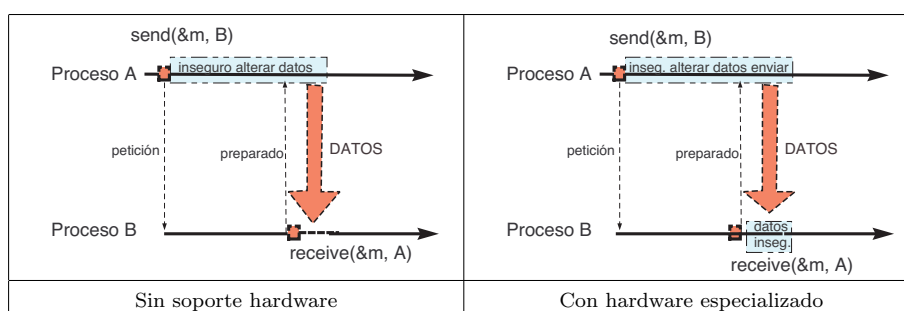 send(&m, B)
inseguro alterar datos
Proceso A
petición
preparado
DATOS
Proceso B
receive(&m, A)
Sin soporte hardware
send(&m, B)
inseg. alterar datos enviar
Proceso A
petición
preparado
DATOS
Proceso B
datos
inseg.
receive(&m, A)
Con hardware especializado